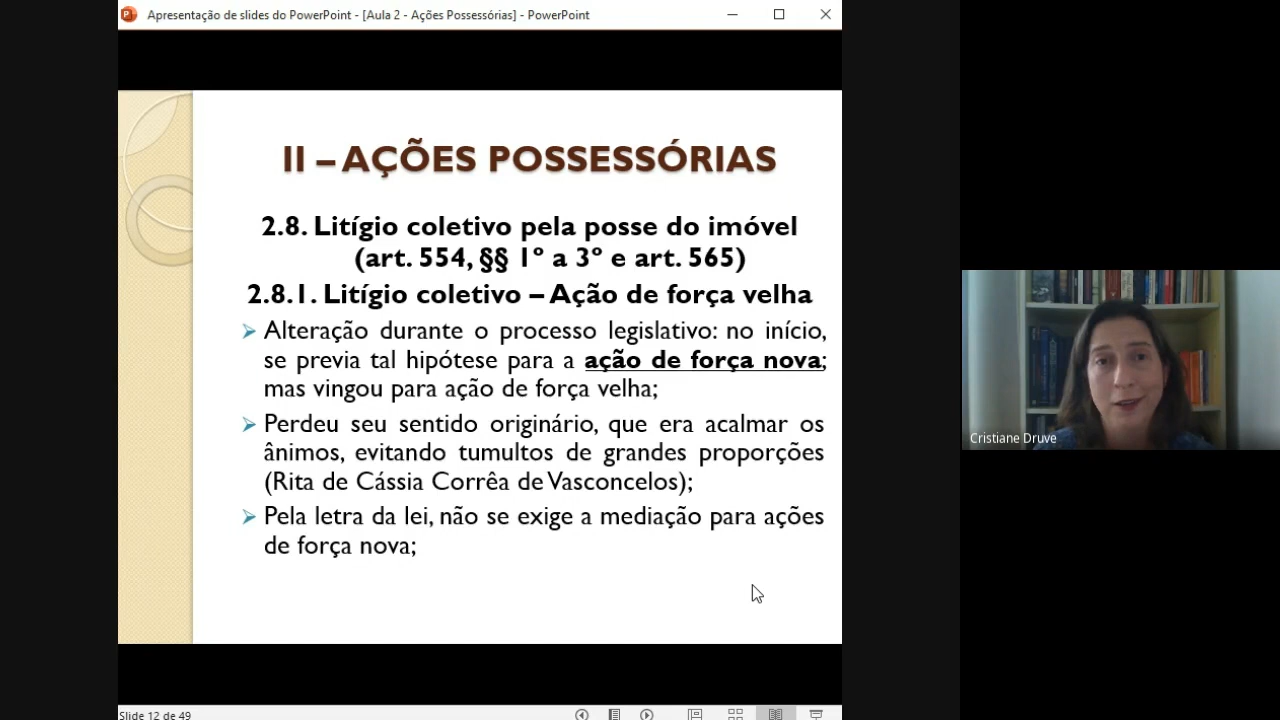 Apresentação de slides do PowerPoint - [Aula 2 - Ações Possessórias] - PowerPoint
II – AÇÕES POSSESSÓRIAS
2.8. Litígio coletivo pela posse do imóvel
(art. 554, §§ 1º a 3º e art. 565)
2.8.1. Litígio coletivo – Ação de força velha
Alteração durante o processo legislativo: no início,
se previa tal hipótese para a ação de força nova;
mas vingou para ação de força velha;
Perdeu seu sentido originário, que era acalmar os
ânimos, evitando tumultos de grandes proporções
(Rita de Cássia Corrêa de Vasconcelos);
Pela letra da lei, não se exige a mediação para ações
de força nova;
Cristiane Druve
Slide 12 de 49